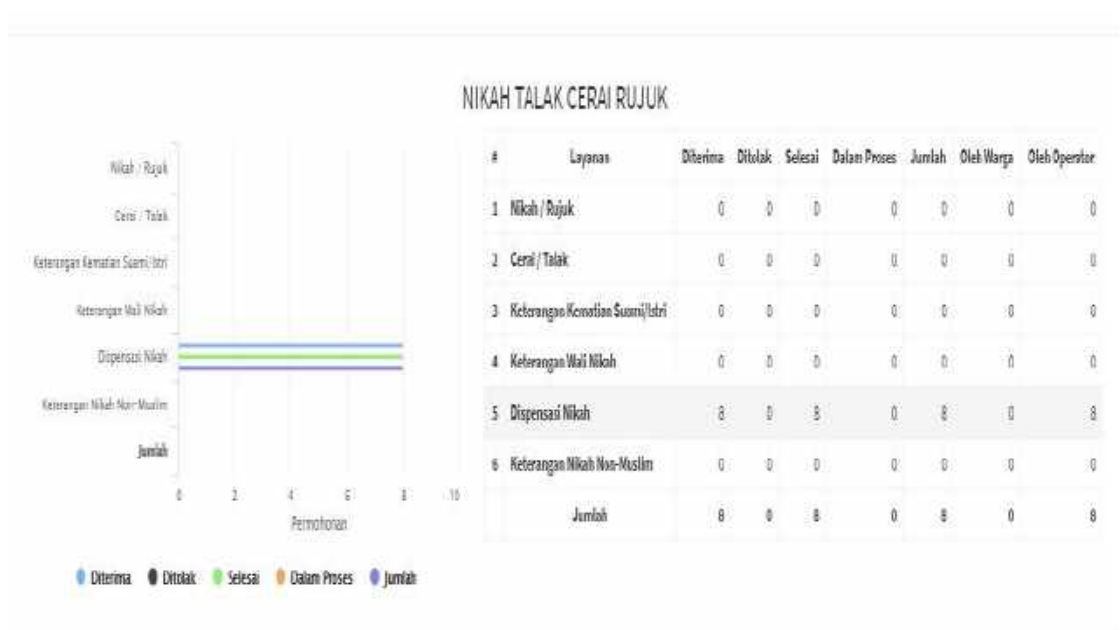 NIKAH TALAK CERAI RUJUK
Nikah / Rujuk
Cerai / Talak
Keterangan Kematian Suami/Istri
Keterangan Wali Nikah
Dispensasi Nikah
Keterangan Nikah Non-Muslim
Jumlah
0 2 4 6 8 10
Permohonan
Diterima Ditolak Selesai Dalam Proses Jumlah
# Layanan Diterima Ditolak Selesai Dalam Proses Jumlah Oleh Warga Oleh Operator
1 Nikah / Rujuk 0 0 0 0 0 0 0
2 Cerai / Talak 0 0 0 0 0 0 0
3 Keterangan Kematian Suami/Istri 0 0 0 0 0 0 0
4 Keterangan Wali Nikah 0 0 0 0 0 0 0
5 Dispensasi Nikah 8 0 8 0 8 0 8
6 Keterangan Nikah Non-Muslim 0 0 0 0 0 0 0
Jumlah 8 0 8 0 8 0 8